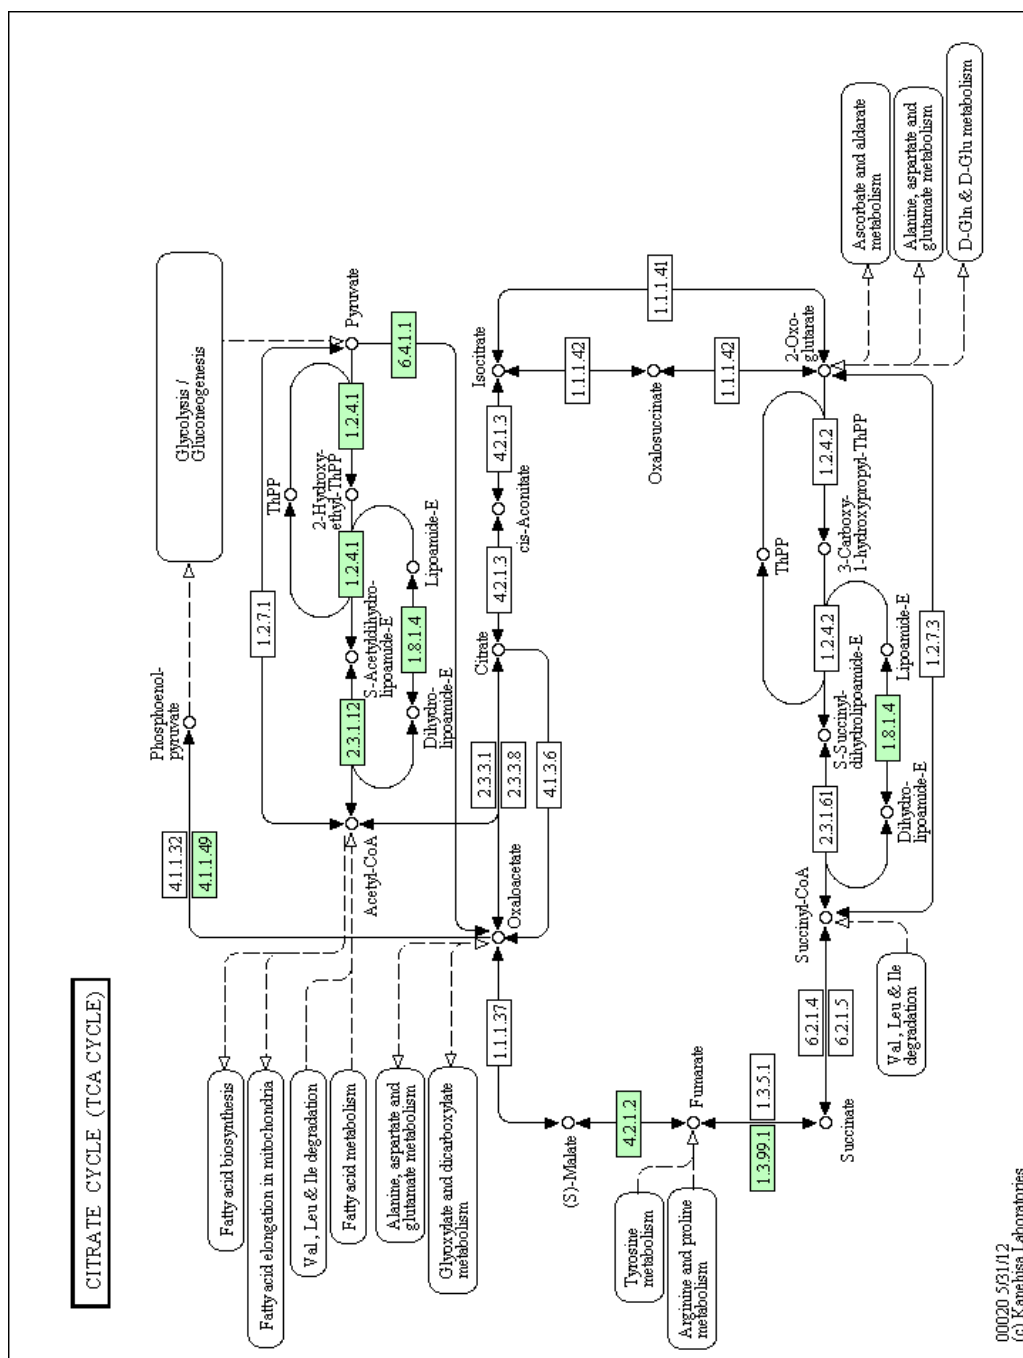 CITRATE CYCLE (TCA CYCLE)
Glycolysis /
Gluconeogenesis
Phosphoenol-
pyruvate
4.1.1.32
4.1.1.49
Pyruvate
6.4.1.1
1.2.7.1
ThPP
1.2.4.1
2-Hydroxy-
ethyl-ThPP
1.2.4.1
Lipoamide-E
S-Acetyldihydro-
lipoamide-E
1.8.1.4
2.3.1.12
Dihydro-
lipoamide-E
Acetyl-CoA
Fatty acid biosynthesis
Fatty acid elongation in mitochondria
Val, Leu & Ile degradation
Fatty acid metabolism
Alanine, aspartate and
glutamate metabolism
Glyoxylate and dicarboxylate
metabolism
Isocitrate
4.2.1.3
cis-Aconitate
4.2.1.3
Citrate
2.3.3.1
2.3.3.8
4.1.3.6
Oxaloacetate
1.1.1.37
(S)-Malate
4.2.1.2
Fumarate
Tyrosine
metabolism
Arginine and proline
metabolism
1.3.5.1
1.3.99.1
Succinate
6.2.1.4
6.2.1.5
Succinyl-CoA
Val, Leu & Ile
degradation
1.1.1.41
1.1.1.42
Oxalosuccinate
1.1.1.42
2-Oxo-
glutarate
Ascorbate and aldarate
metabolism
Alanine, aspartate and
glutamate metabolism
D-Gln & D-Glu metabolism
1.2.4.2
ThPP
3-Carboxy-
1-hydroxypropyl-ThPP
1.2.4.2
Lipoamide-E
1.2.7.3
S-Succinyl-
dihydrolipoamide-E
1.8.1.4
2.3.1.61
Dihydro-
lipoamide-E
00020 5/31/12
(c) Kanehisa Laboratories